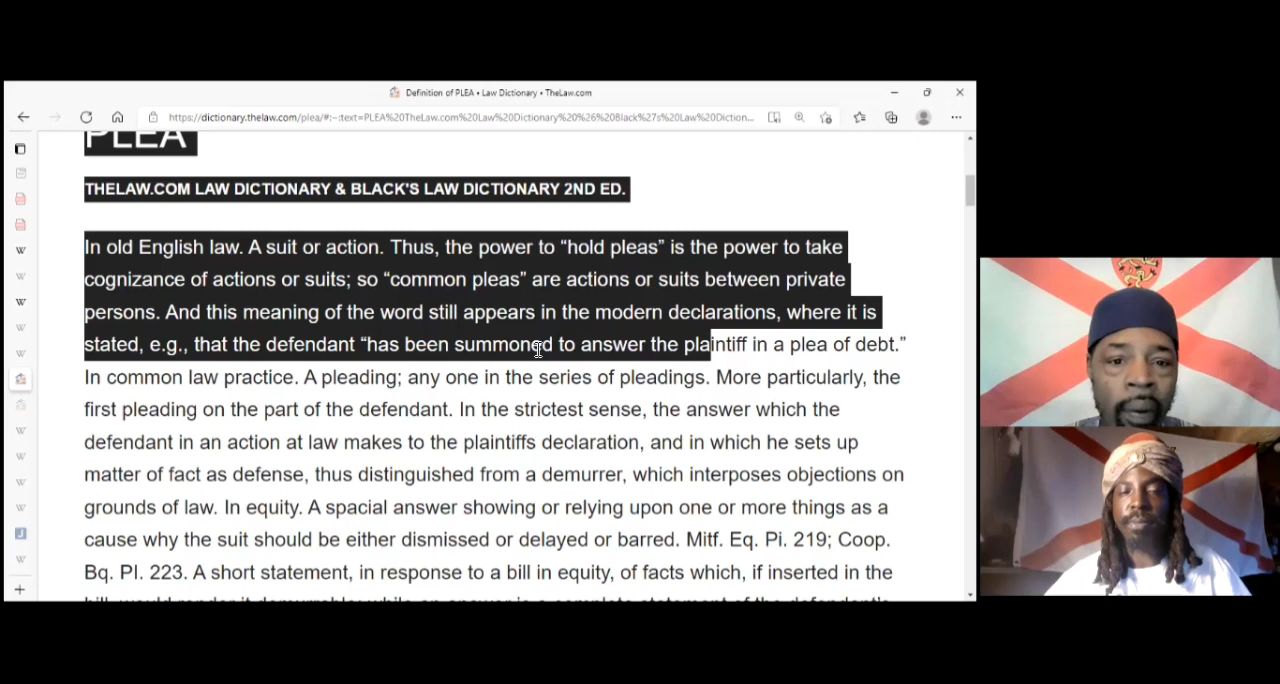 Definition of PLEA • Law Dictionary • TheLaw.com
https://dictionary.thelaw.com/plea/#:~:text=PLEA%20TheLaw.com%20Law%20Dictionary%20%26%20Black%27s%20Law%20Diction...
PLEA
THELAW.COM LAW DICTIONARY & BLACK'S LAW DICTIONARY 2ND ED.
In old English law. A suit or action. Thus, the power to “hold pleas” is the power to take
cognizance of actions or suits; so “common pleas” are actions or suits between private
persons. And this meaning of the word still appears in the modern declarations, where it is
stated, e.g., that the defendant “has been summoned to answer the plaintiff in a plea of debt.”
In common law practice. A pleading; any one in the series of pleadings. More particularly, the
first pleading on the part of the defendant. In the strictest sense, the answer which the
defendant in an action at law makes to the plaintiffs declaration, and in which he sets up
matter of fact as defense, thus distinguished from a demurrer, which interposes objections on
grounds of law. In equity. A spacial answer showing or relying upon one or more things as a
cause why the suit should be either dismissed or delayed or barred. Mitf. Eq. Pi. 219; Coop.
Bq. PI. 223. A short statement, in response to a bill in equity, of facts which, if inserted in the